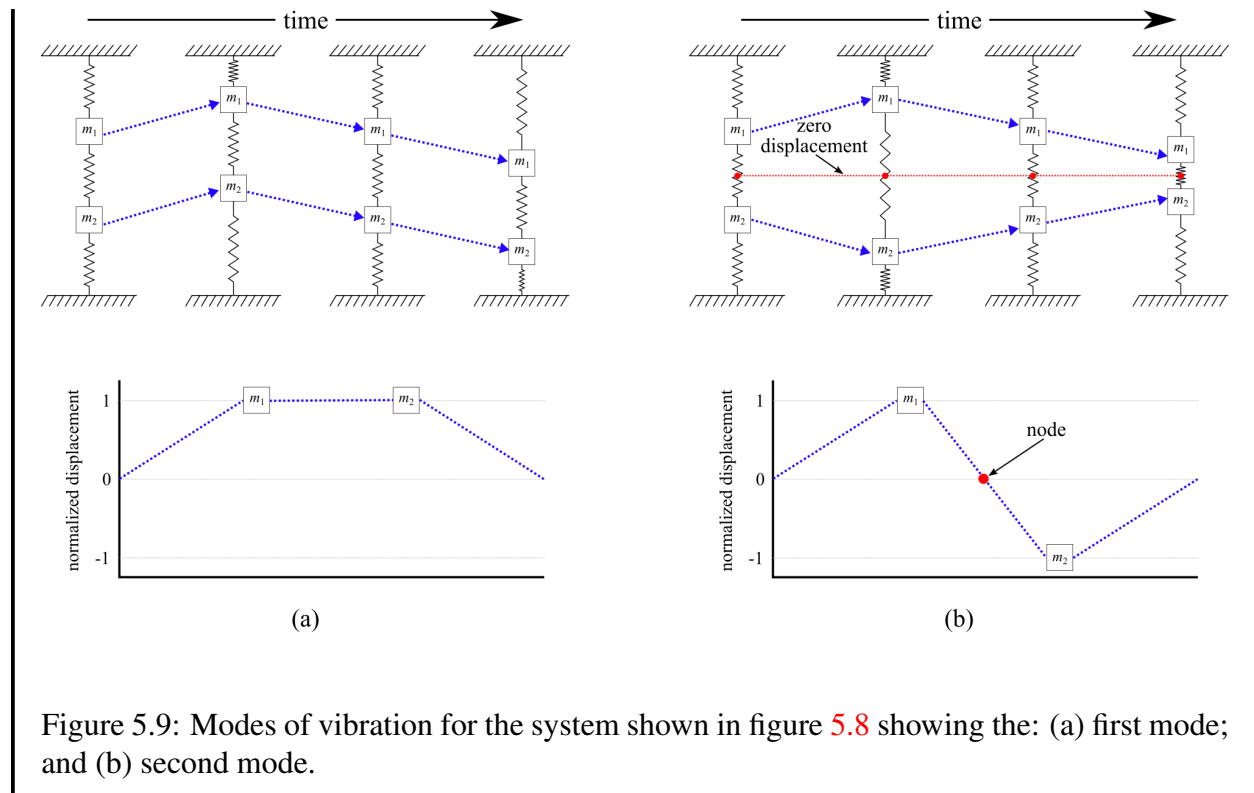 time
time
m1
m1
m1
m1
m2
m2
m2
m2
m1
m1
m1
m1
zero
displacement
m2
m2
m2
m2
normalized displacement
1
0
-1
m1
m2
(a)
normalized displacement
1
0
-1
m1
node
m2
(b)
Figure 5.9: Modes of vibration for the system shown in figure 5.8 showing the: (a) first mode;
and (b) second mode.